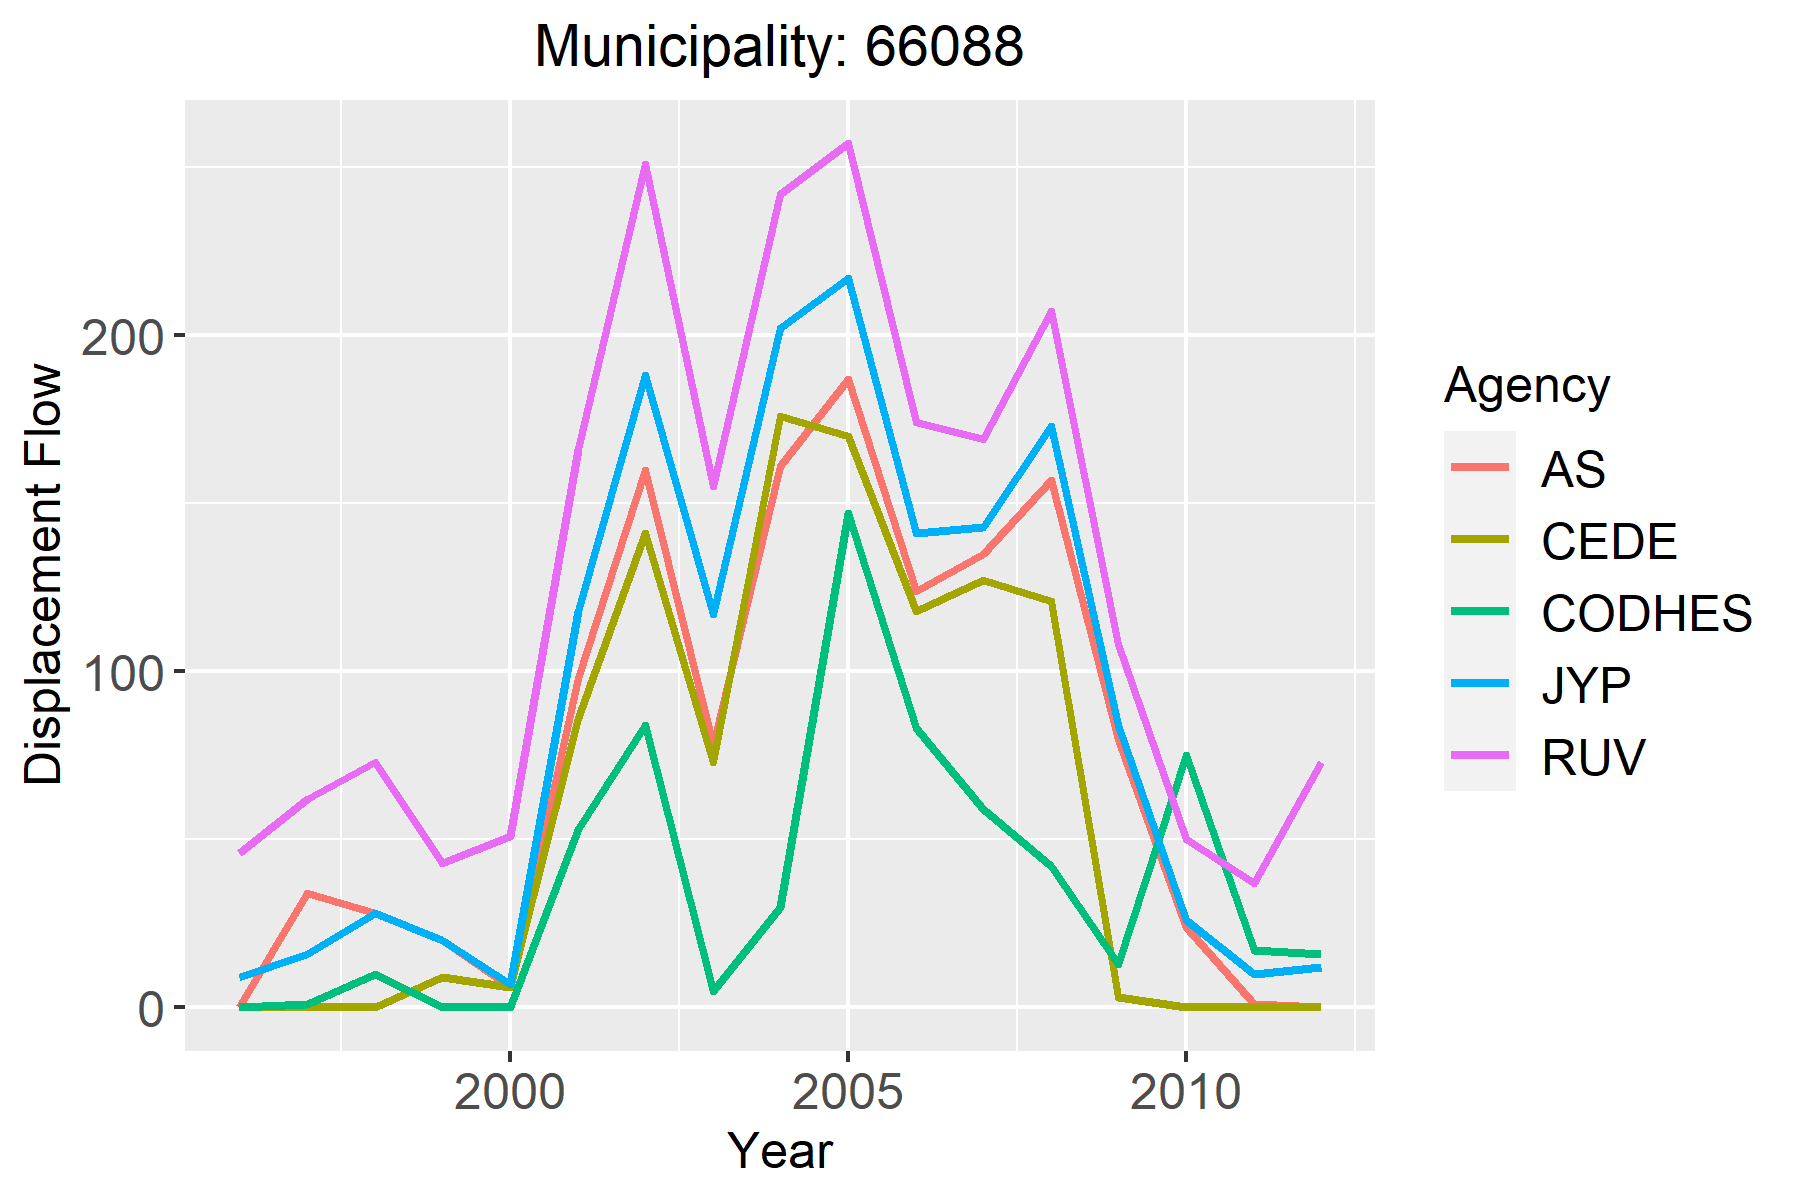 Municipality: 66088
Displacement Flow
200
100
0
2000 2005 2010
Year
Agency
AS
CEDE
CODHES
JYP
RUV